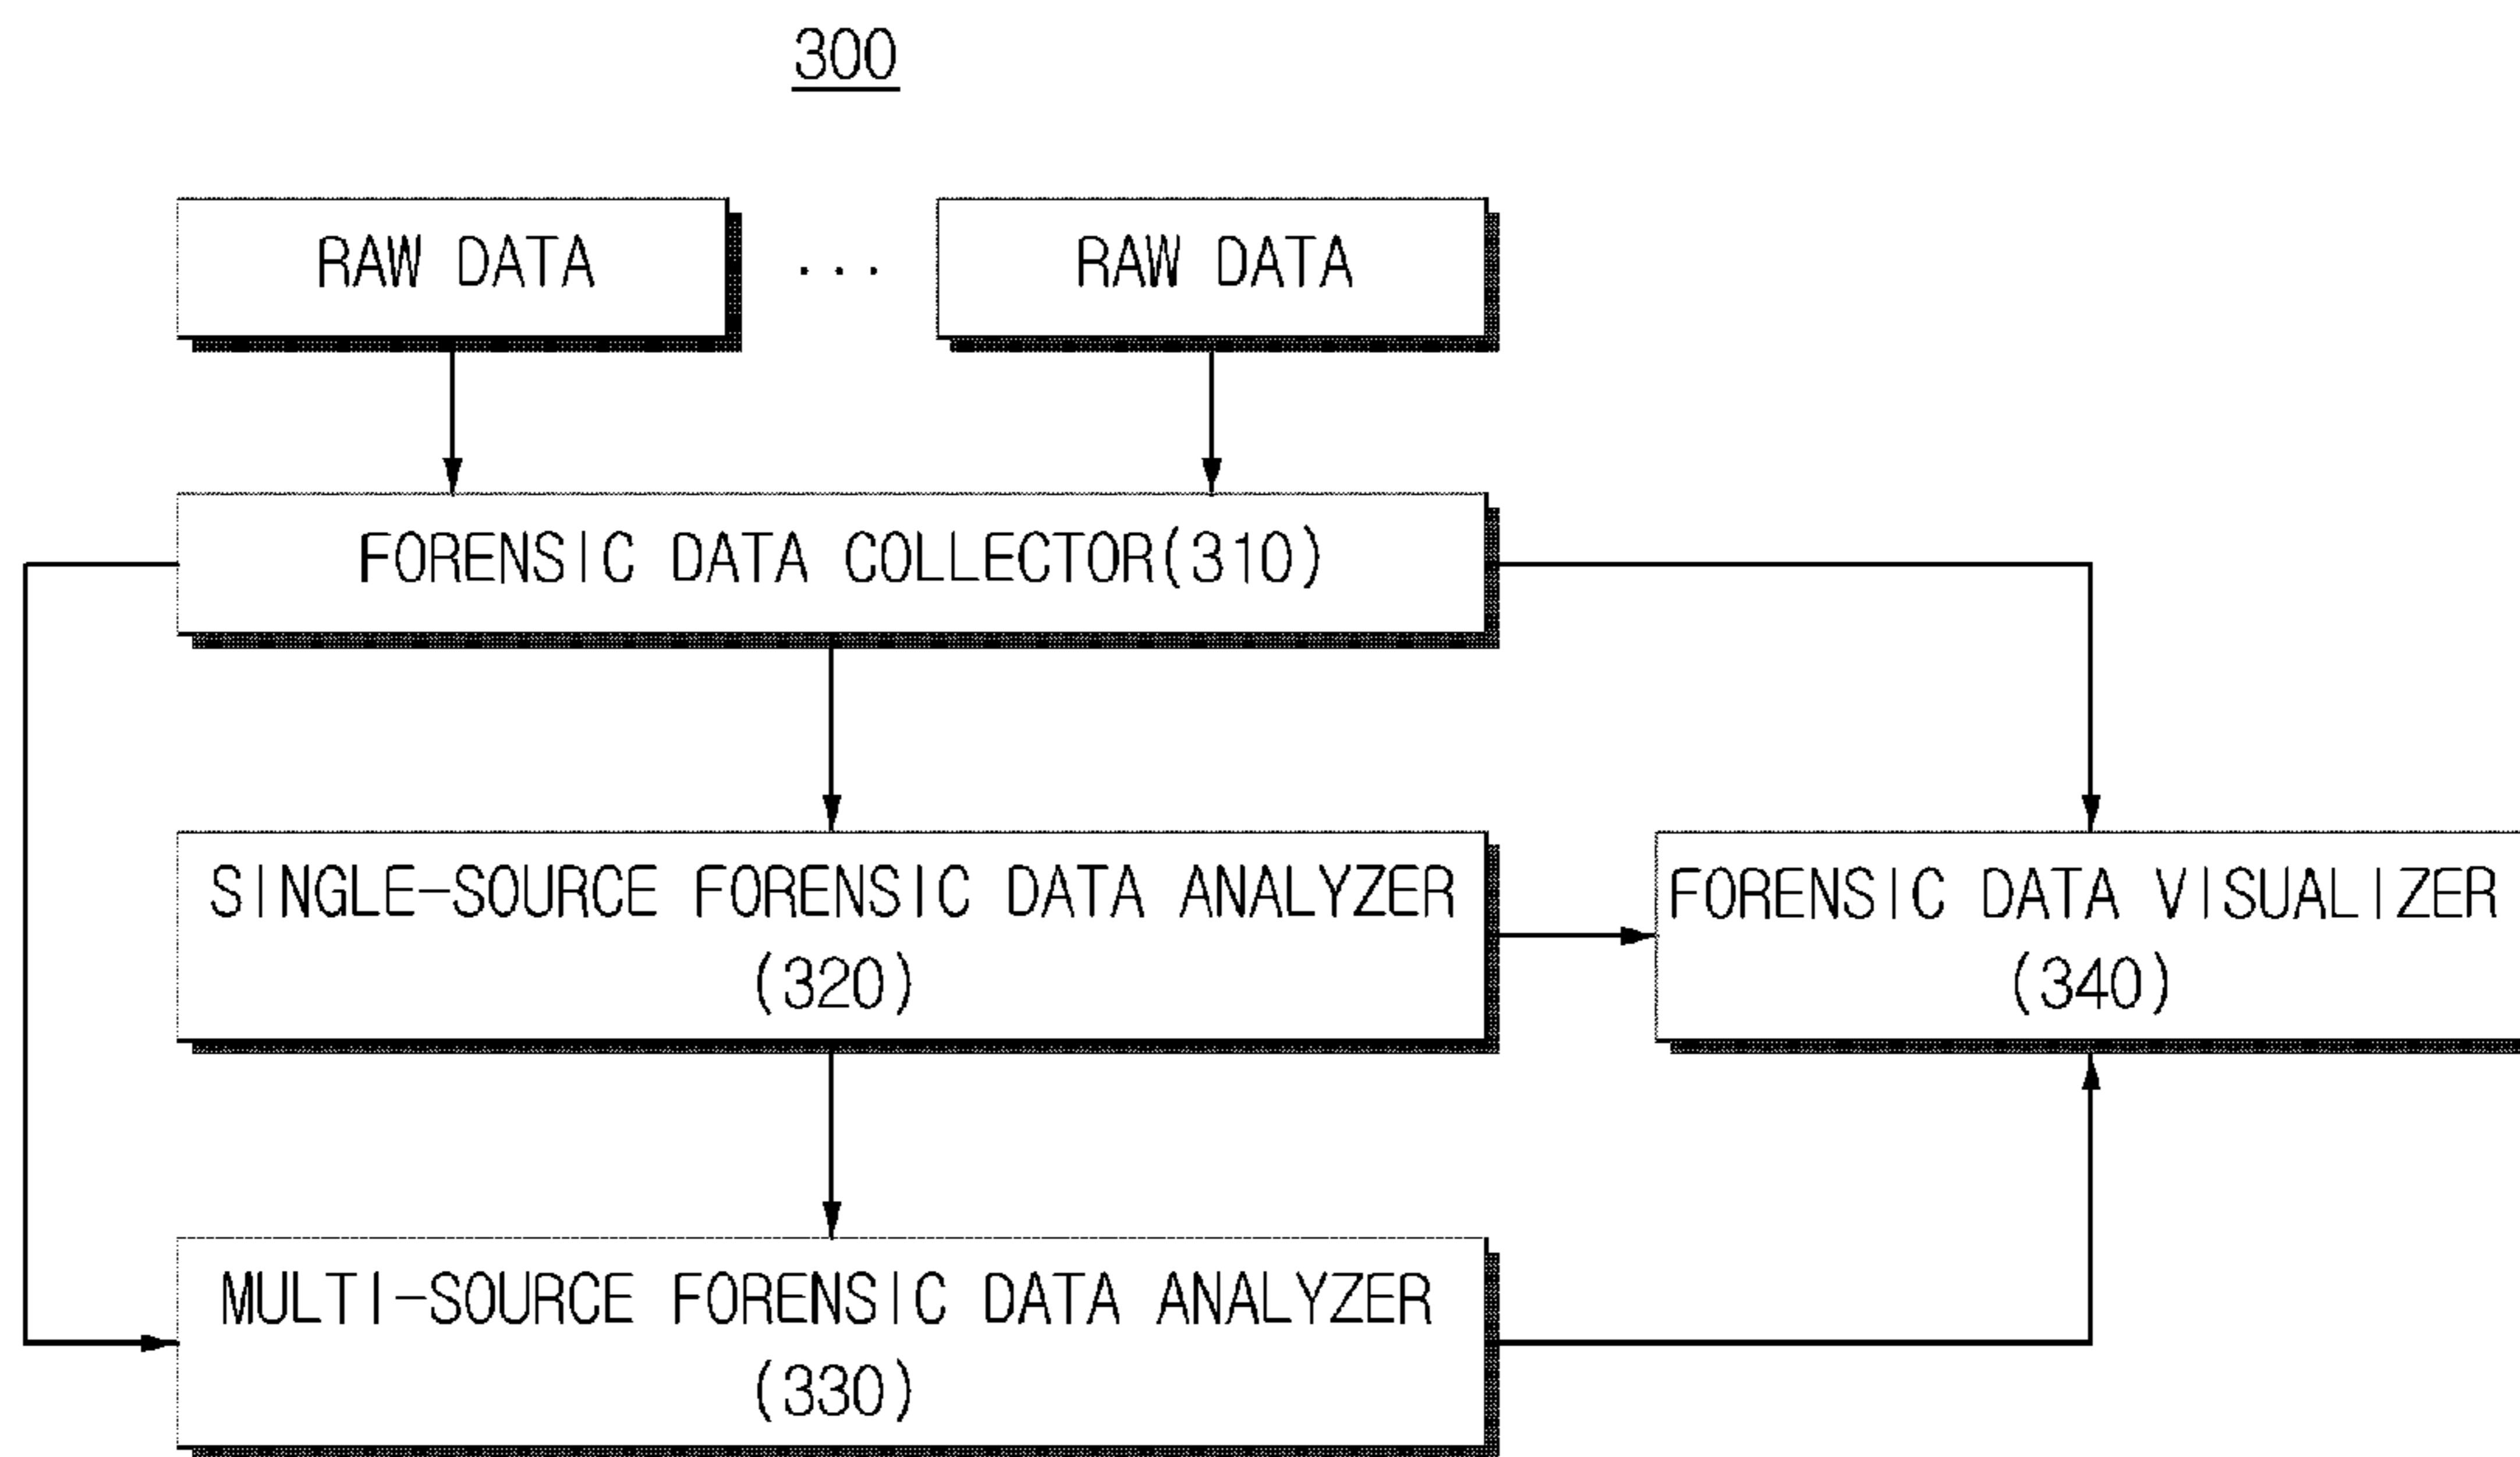 300
RAW DATA ... RAW DATA
FORENSIC DATA COLLECTOR(310)
SINGLE-SOURCE FORENSIC DATA ANALYZER
(320)
FORENSIC DATA VISUALIZER
(340)
MULTI-SOURCE FORENSIC DATA ANALYZER
(330)